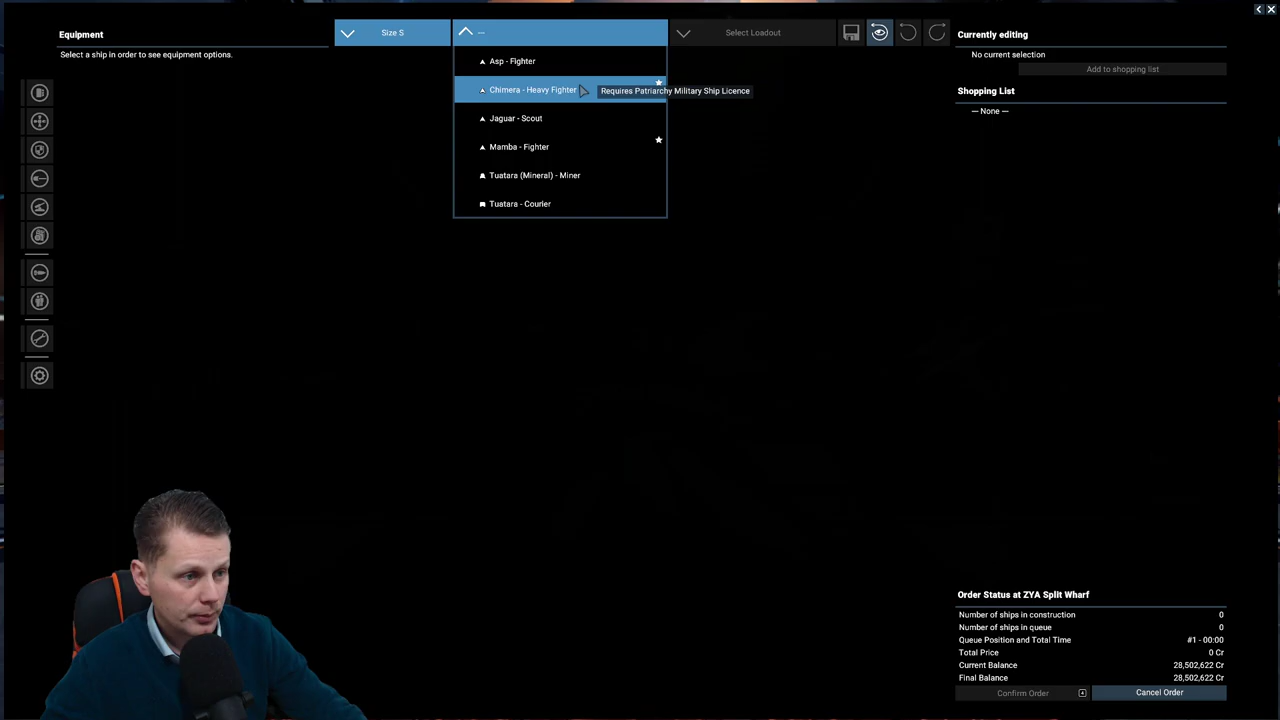 Equipment
Select a ship in order to see equipment options.
Size S
--
Select Loadout
Asp - Fighter
Chimera - Heavy Fighter
Requires Patriarchy Military Ship Licence
Jaguar - Scout
Mamba - Fighter
Tuatara (Mineral) - Miner
Tuatara - Courier
Currently editing
No current selection
Add to shopping list
Shopping List
— None —
Order Status at ZYA Split Wharf
Number of ships in construction 0
Number of ships in queue 0
Queue Position and Total Time #1 - 00:00
Total Price 0 Cr
Current Balance 28,502,622 Cr
Final Balance 28,502,622 Cr
Confirm Order
Cancel Order